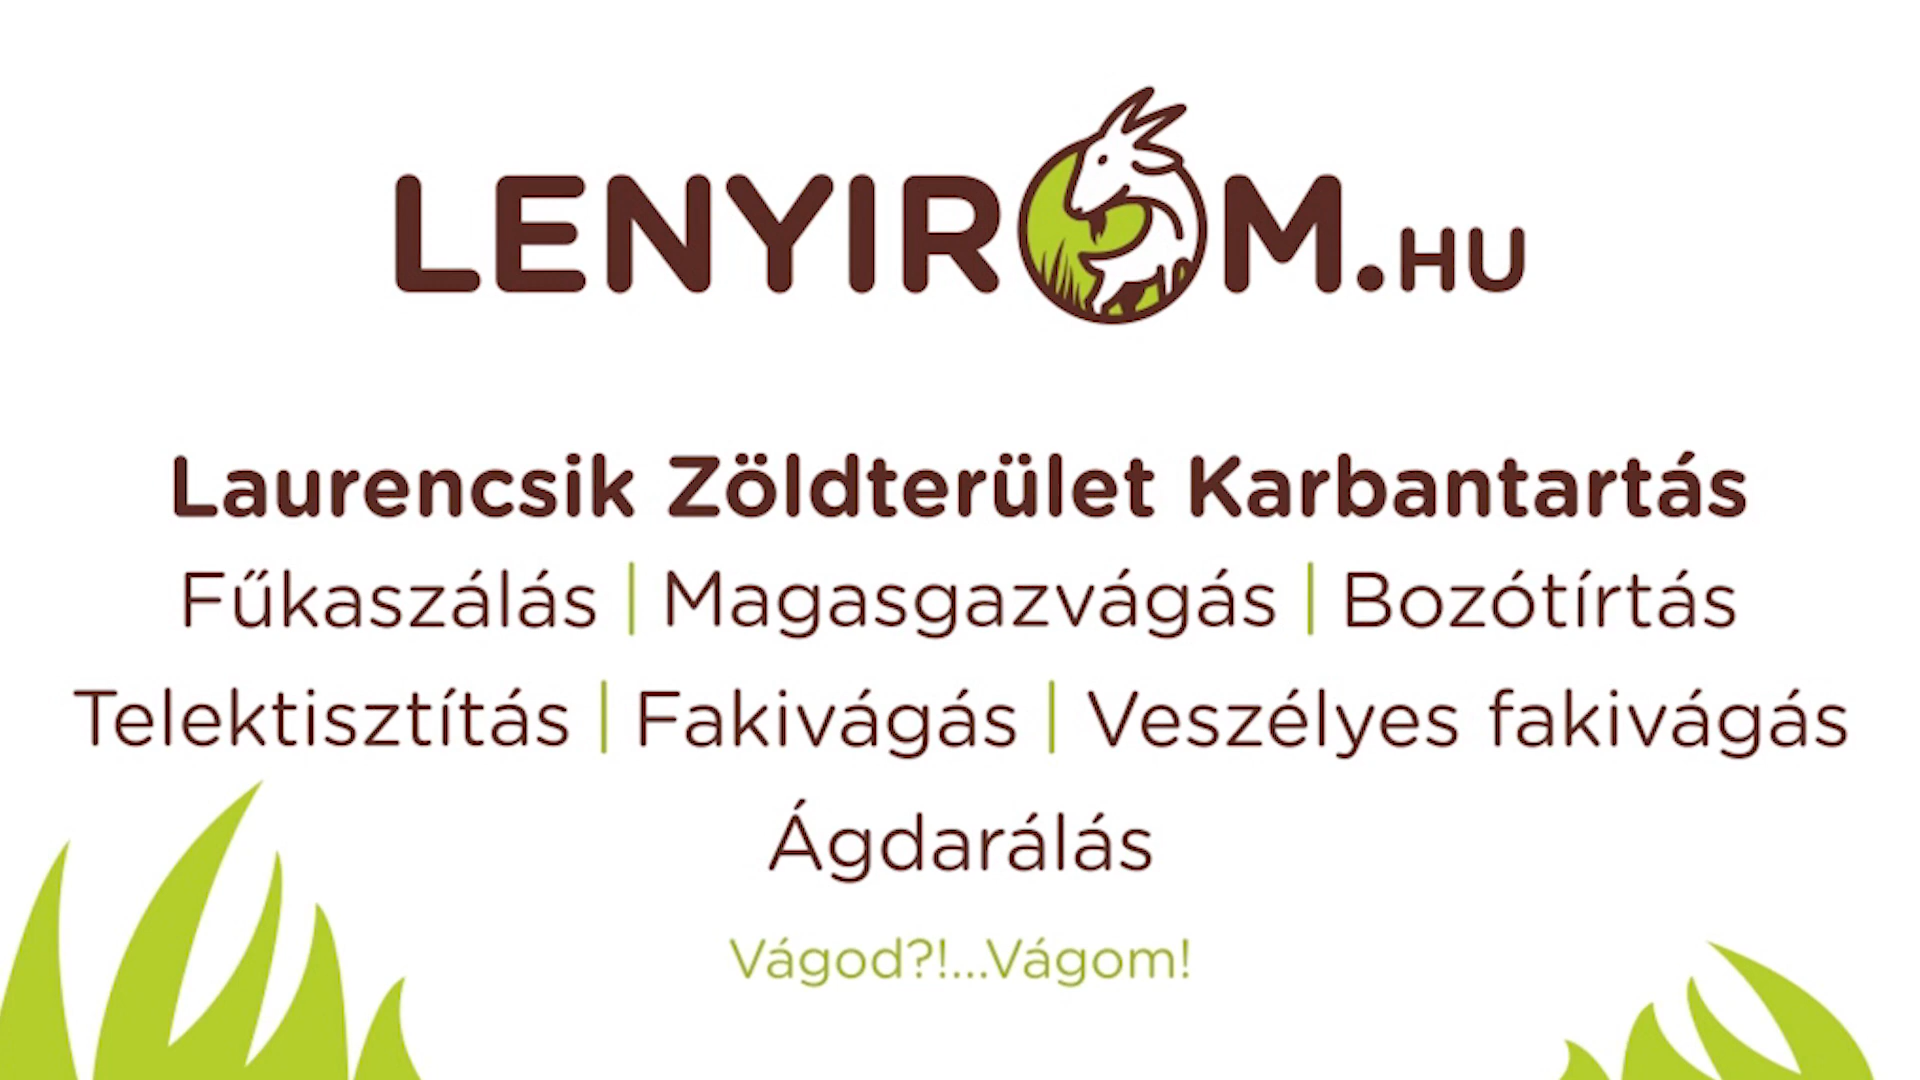 LENYIROM.HU
Laurencsik Zöldterület Karbantartás
Fűkaszálás | Magasgazvágás | Bozótírtás
Telektisztítás | Fakivágás | Veszélyes fakivágás
Ágdarálás
Vágod?!...Vágom!